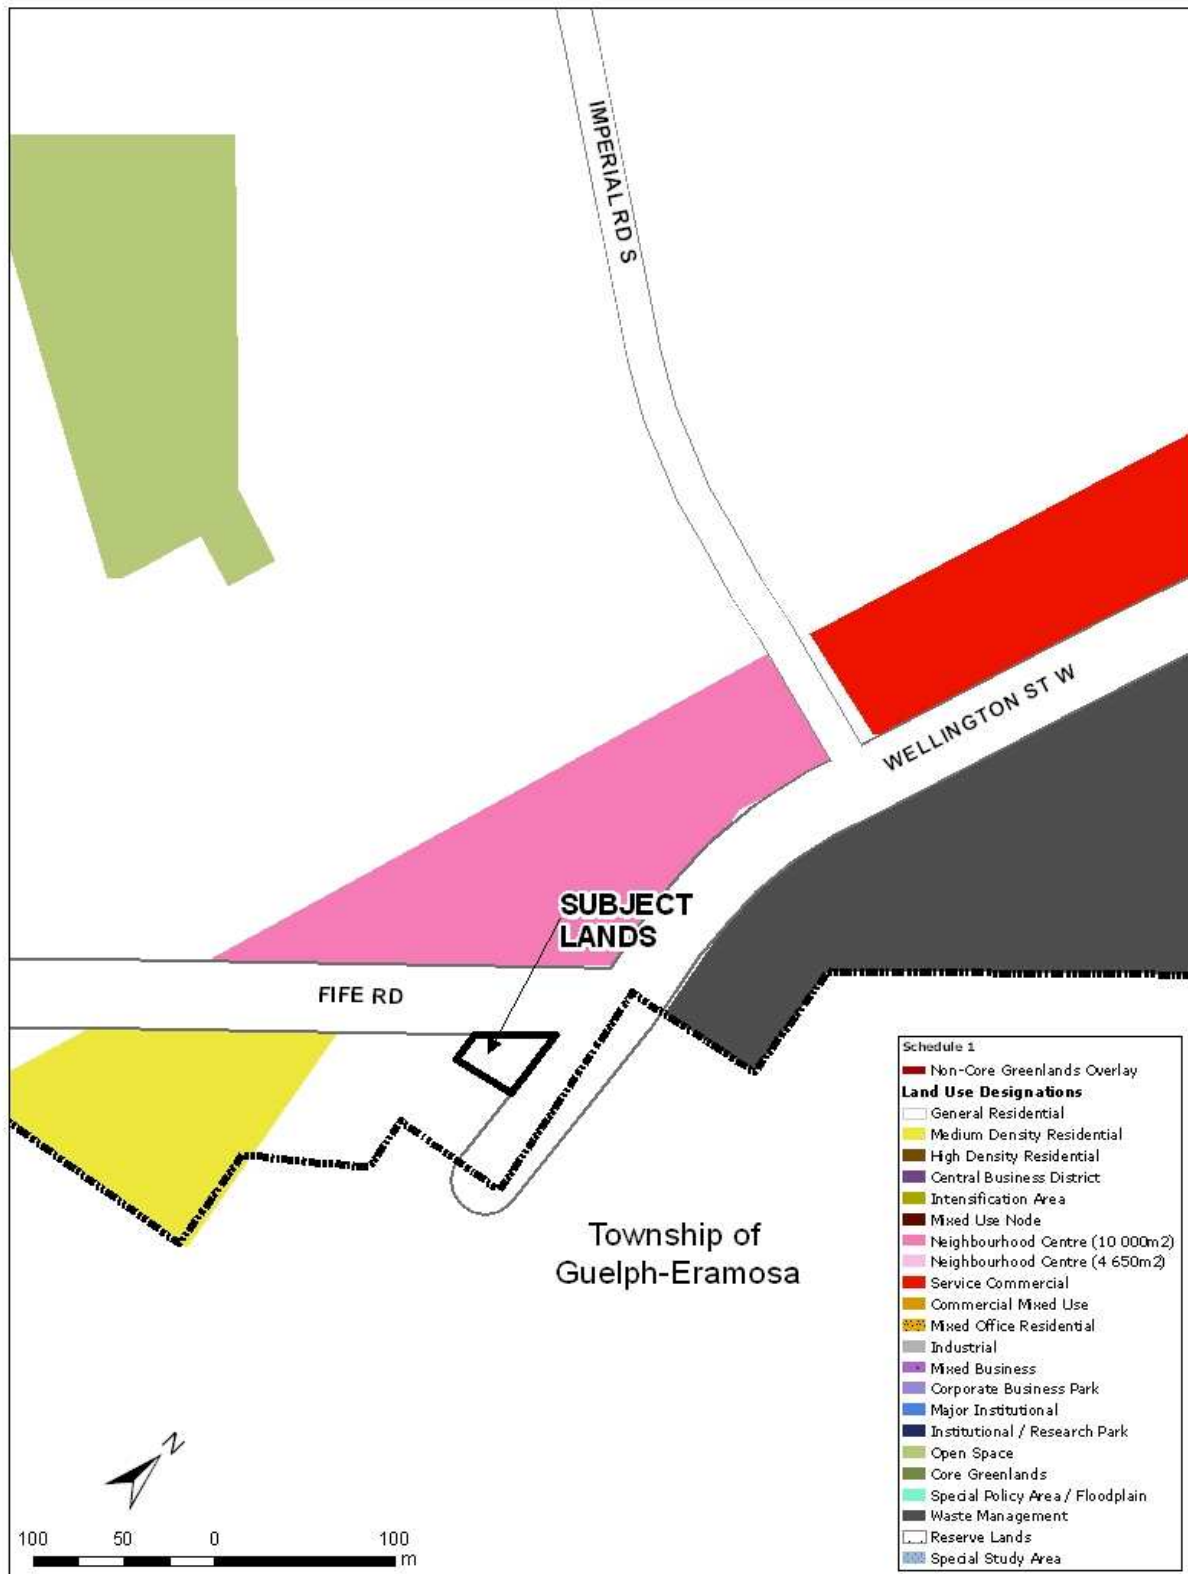 IMPERIAL RD S
WELLINGTON ST W
SUBJECT
LANDS
FIFE RD
Township of
Guelph-Eramosa
Schedule 1
Non-Core Greenlands Overlay
Land Use Designations
General Residential
Medium Density Residential
High Density Residential
Central Business District
Intensification Area
Mixed Use Node
Neighbourhood Centre (10 000m2)
Neighbourhood Centre (4 650m2)
Service Commercial
Commercial Mixed Use
Mixed Office Residential
Industrial
Mixed Business
Corporate Business Park
Major Institutional
Institutional / Research Park
Open Space
Core Greenlands
Special Policy Area / Floodplain
Waste Management
Reserve Lands
Special Study Area
N
100 50 0 100
m